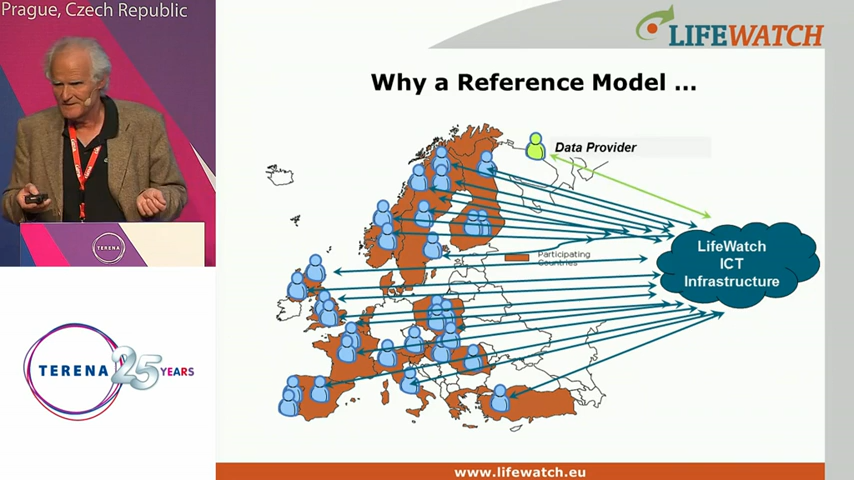 Prague, Czech Republic
TERENA
TERENA 25 YEARS
LIFEWATCH
Why a Reference Model ...
Data Provider
Participating
Countries
LifeWatch
ICT
Infrastructure
www.lifewatch.eu